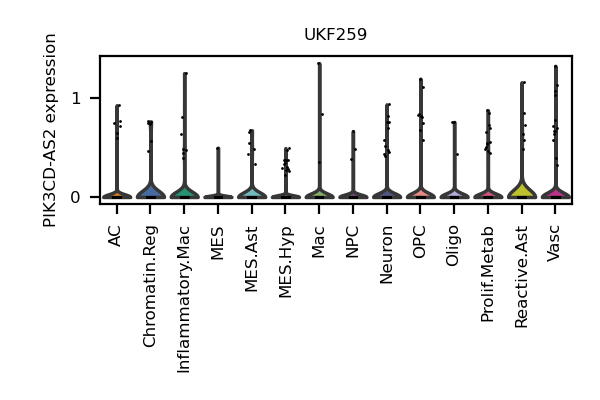 UKF259
PIK3CD-AS2 expression
1
0
AC
Chromatin.Reg
Inflammatory.Mac
MES
MES.Ast
MES.Hyp
Mac
NPC
Neuron
OPC
Oligo
Prolif.Metab
Reactive.Ast
Vasc